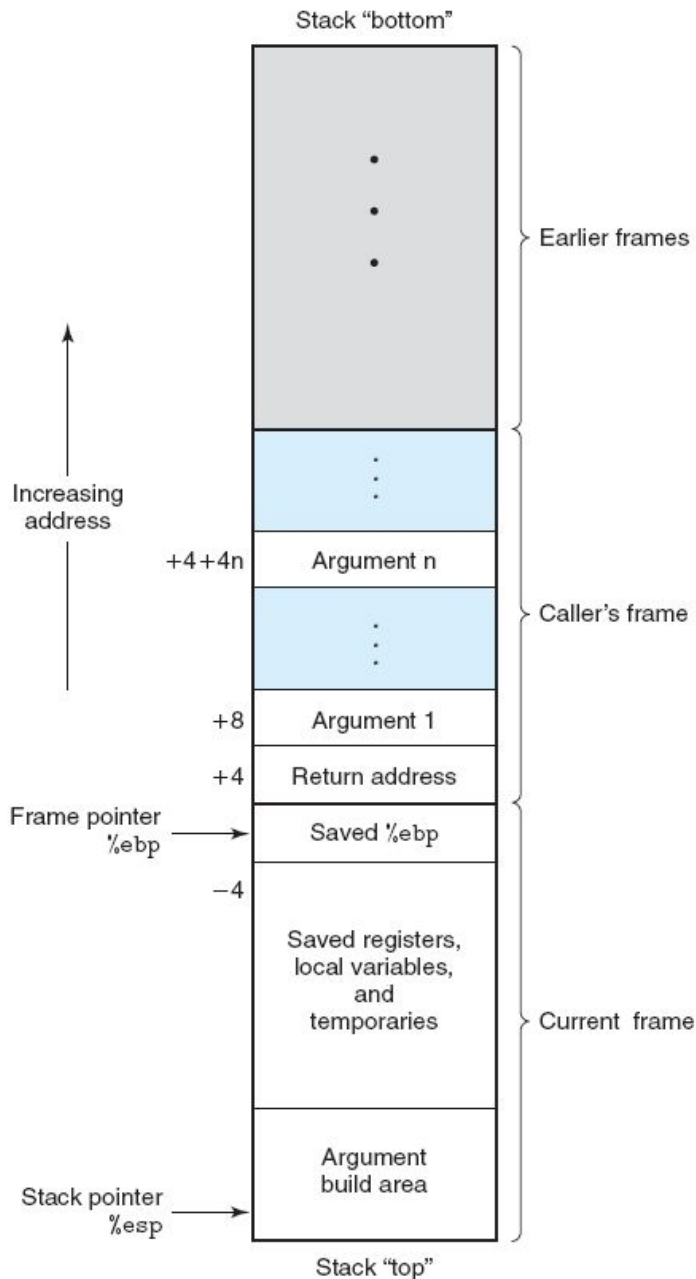 Stack “bottom”
Earlier frames
Increasing
address
+4+4n
Argument n
Caller’s frame
+8
Argument 1
+4
Return address
Frame pointer
%ebp
Saved %ebp
−4
Saved registers,
local variables,
and
temporaries
Current frame
Argument
build area
Stack pointer
%esp
Stack “top”